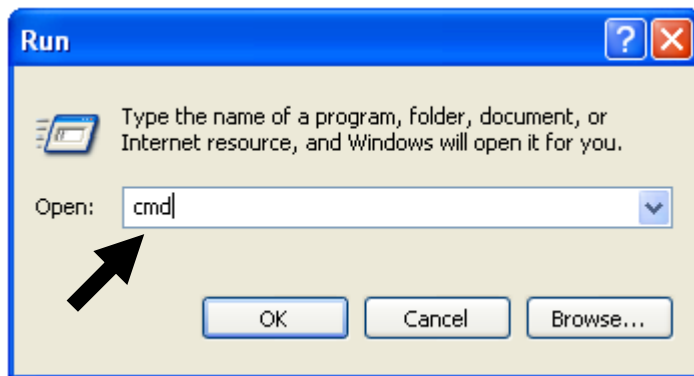 Run
Type the name of a program, folder, document, or
Internet resource, and Windows will open it for you.
Open: cmd
OK Cancel Browse...